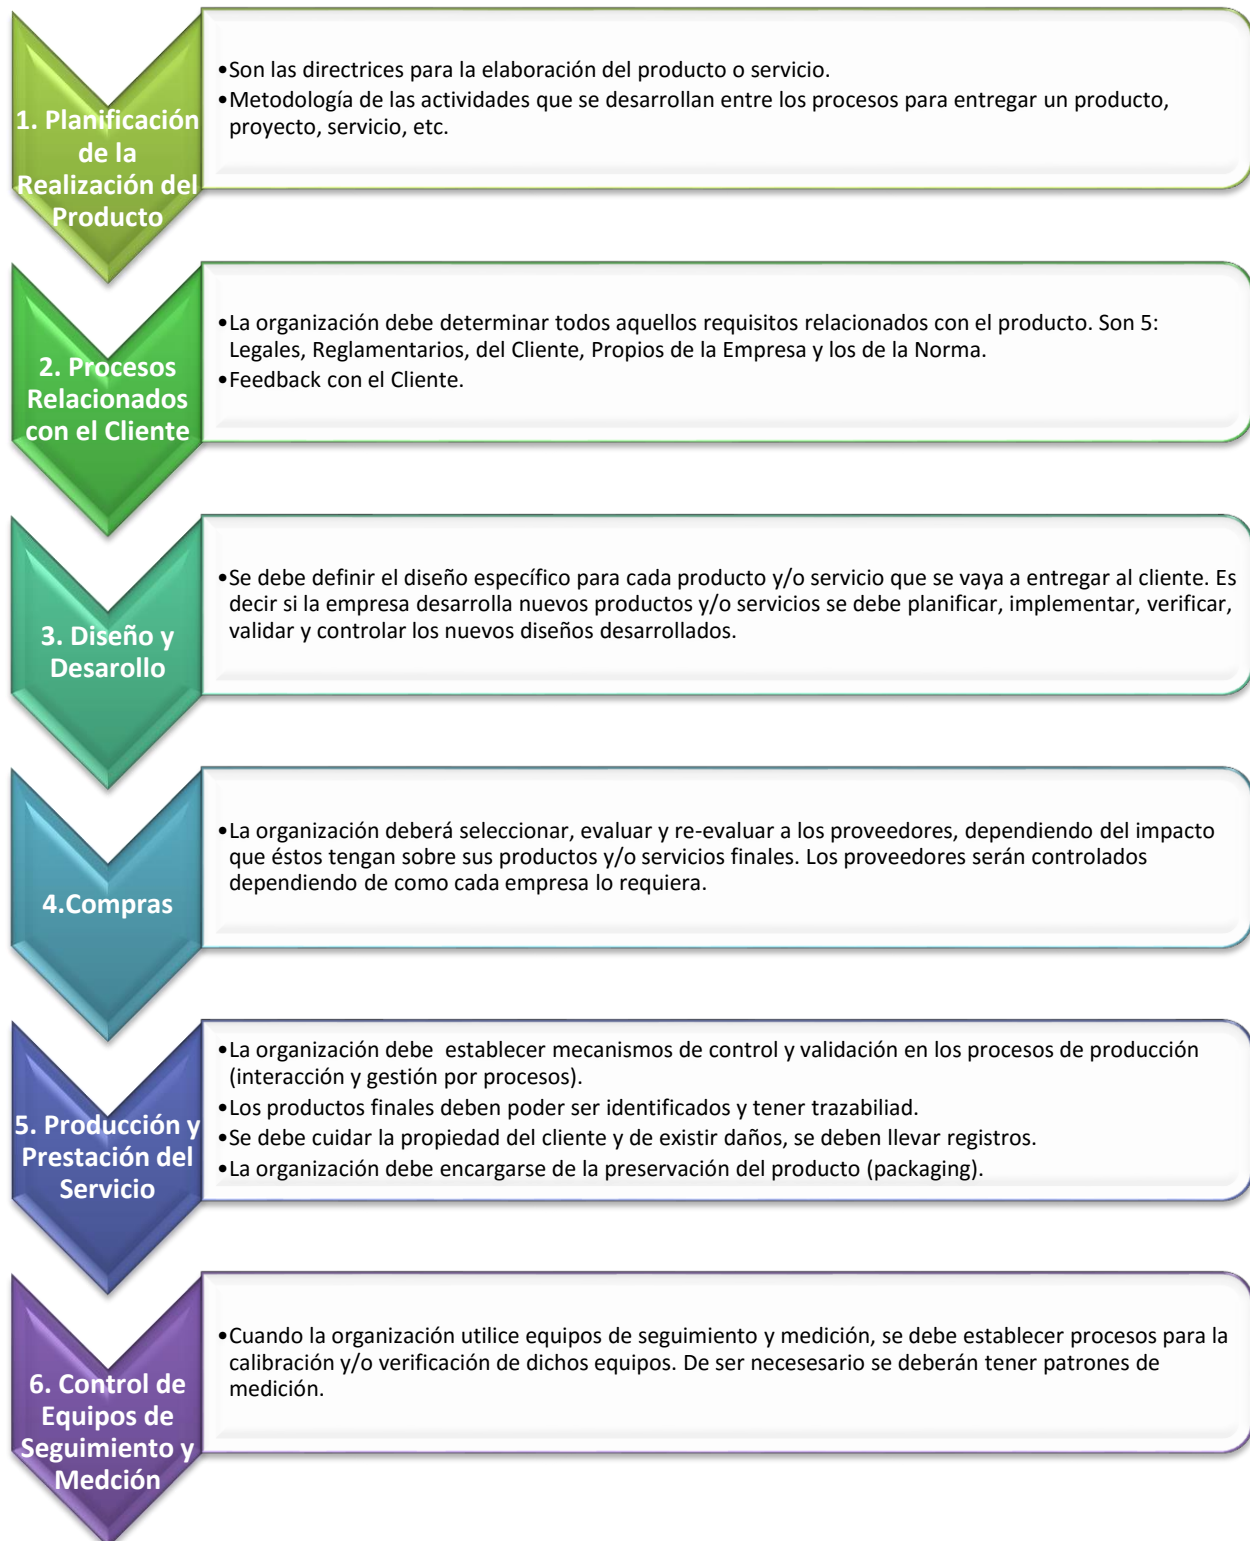 1. Planificación
de la
Realización del
Producto
•Son las directrices para la elaboración del producto o servicio.
•Metodología de las actividades que se desarrollan entre los procesos para entregar un producto,
proyecto, servicio, etc.
2. Procesos
Relacionados
con el Cliente
•La organización debe determinar todos aquellos requisitos relacionados con el producto. Son 5:
Legales, Reglamentarios, del Cliente, Propios de la Empresa y los de la Norma.
•Feedback con el Cliente.
3. Diseño y
Desarollo
•Se debe definir el diseño específico para cada producto y/o servicio que se vaya a entregar al cliente. Es
decir si la empresa desarrolla nuevos productos y/o servicios se debe planificar, implementar, verificar,
validar y controlar los nuevos diseños desarrollados.
4.Compras
•La organización deberá seleccionar, evaluar y re-evaluar a los proveedores, dependiendo del impacto
que éstos tengan sobre sus productos y/o servicios finales. Los proveedores serán controlados
dependiendo de como cada empresa lo requiera.
5. Producción y
Prestación del
Servicio
•La organización debe  establecer mecanismos de control y validación en los procesos de producción
(interacción y gestión por procesos).
•Los productos finales deben poder ser identificados y tener trazabiliad.
•Se debe cuidar la propiedad del cliente y de existir daños, se deben llevar registros.
•La organización debe encargarse de la preservación del producto (packaging).
6. Control de
Equipos de
Seguimiento y
Medción
•Cuando la organización utilice equipos de seguimiento y medición, se debe establecer procesos para la
calibración y/o verificación de dichos equipos. De ser necesesario se deberán tener patrones de
medición.